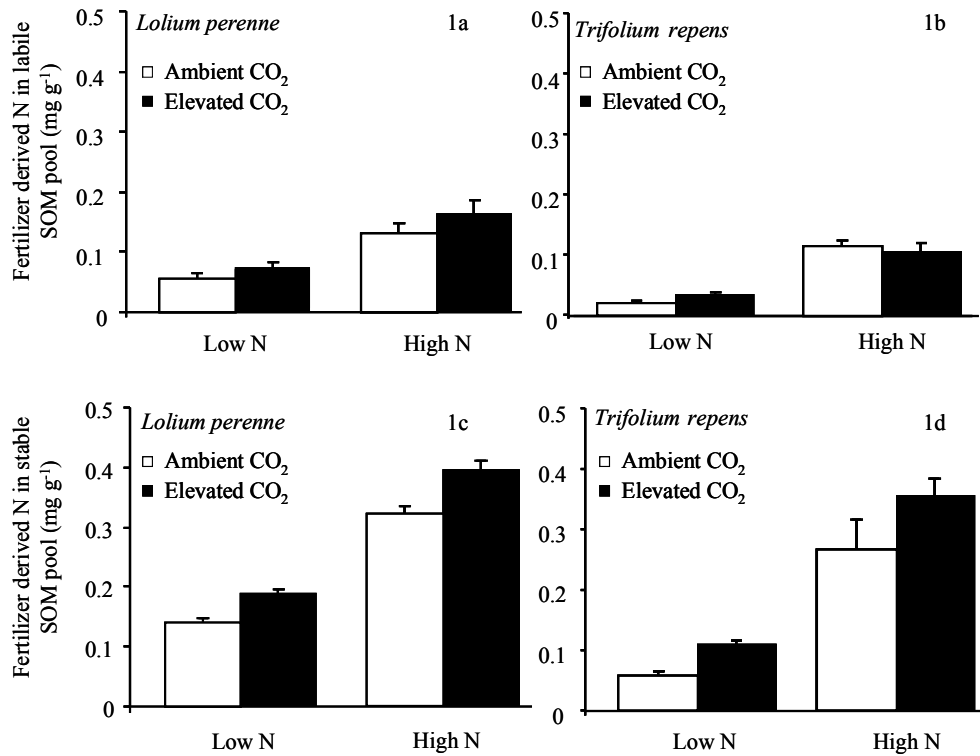 Fertilizer derived N in labile
SOM pool (mg g⁻¹)
0.5
0.4
0.3
0.2
0.1
0
Lolium perenne 1a
Ambient CO₂
Elevated CO₂
Low N High N
0.5
0.4
0.3
0.2
0.1
0
Trifolium repens 1b
Ambient CO₂
Elevated CO₂
Low N High N
Fertilizer derived N in stable
SOM pool (mg g⁻¹)
0.5
0.4
0.3
0.2
0.1
0
Lolium perenne 1c
Ambient CO₂
Elevated CO₂
Low N High N
0.5
0.4
0.3
0.2
0.1
0
Trifolium repens 1d
Ambient CO₂
Elevated CO₂
Low N High N